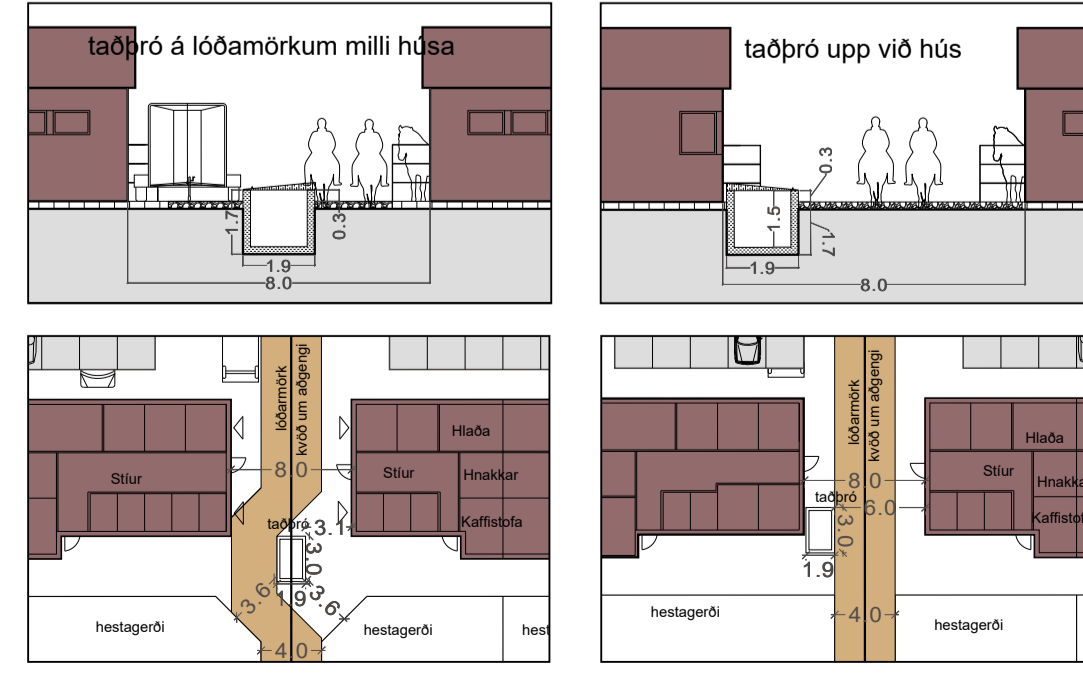 taðþró á lóðamörkum milli húsa
1.7
0.3
1.9
8.0
taðþró upp við hús
0.3
1.5
1.7
1.9
8.0
lóðarmörk
kvöð um aðgengi
Hlaða
Stíur
8.0
Stíur
Hnakkar
taðþró
3.1
Kaffistofa
3.0
3.6
1.9
3.6
hestagerði
hestagerði
hest
4.0
lóðarmörk
kvöð um aðgengi
Hlaða
Stíur
8.0
Hnakka
taðþró
6.0
Kaffistof
3.0
1.9
hestagerði
4.0
hestagerði